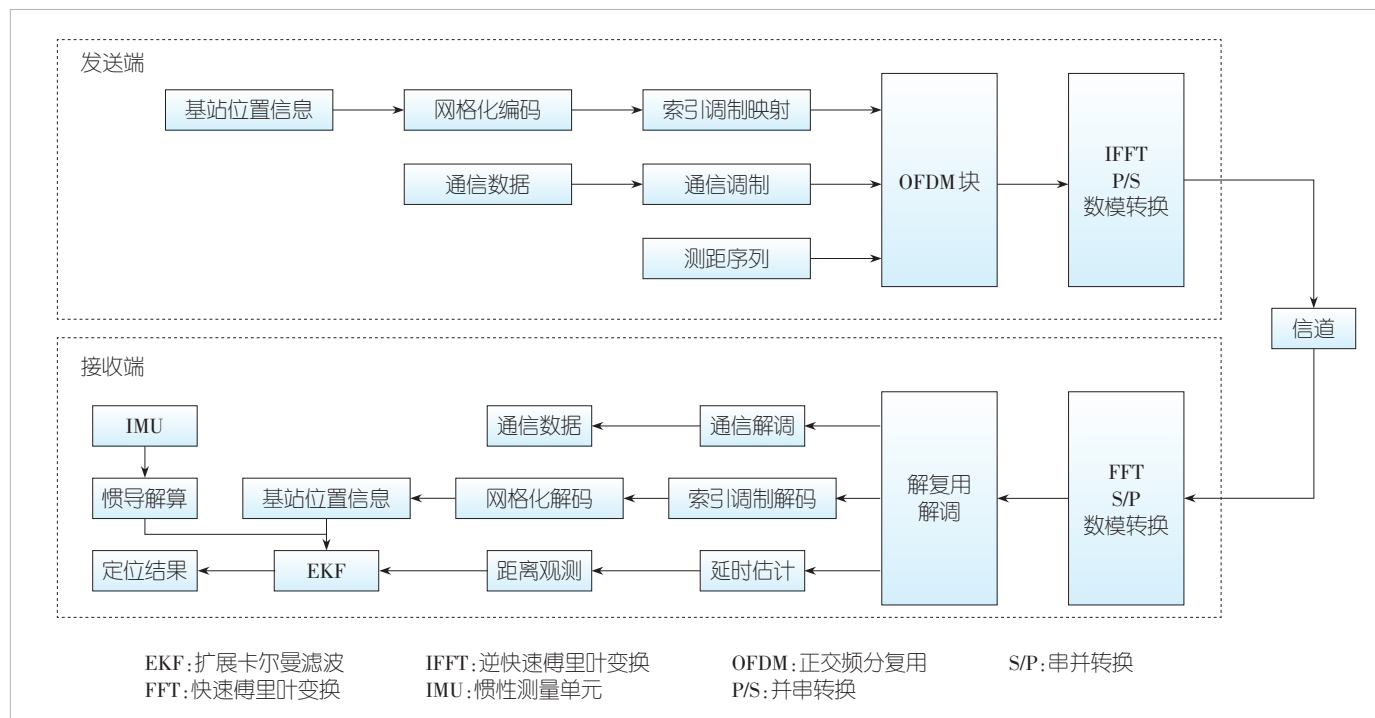 发送端
基站位置信息
网格化编码
索引调制映射
通信数据
通信调制
测距序列
OFDM块
IFFT
P/S
数模转换
信道
接收端
IMU
惯导解算
定位结果
通信数据
通信解调
基站位置信息
网格化解码
索引调制解码
EKF
距离观测
延时估计
解复用
解调
FFT
S/P
数模转换
EKF:扩展卡尔曼滤波 IFFT:逆快速傅里叶变换 OFDM:正交频分复用 S/P:串并转换
FFT:快速傅里叶变换 IMU:惯性测量单元 P/S:并串转换